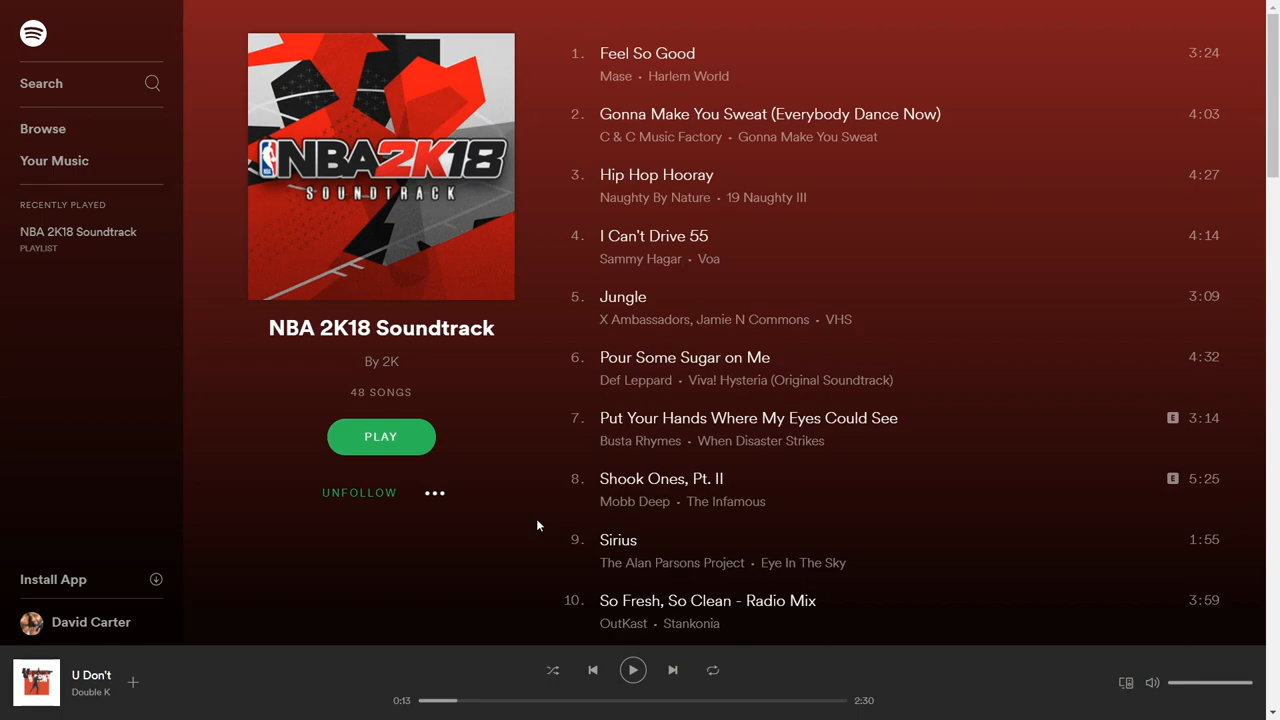 Search
Browse
Your Music
RECENTLY PLAYED
NBA 2K18 Soundtrack
PLAYLIST
Install App
David Carter
NBA2K18
SOUNDTRACK
NBA 2K18 Soundtrack
By 2K
48 SONGS
PLAY
UNFOLLOW
1. Feel So Good 3:24
Mase • Harlem World
2. Gonna Make You Sweat (Everybody Dance Now) 4:03
C & C Music Factory • Gonna Make You Sweat
3. Hip Hop Hooray 4:27
Naughty By Nature • 19 Naughty III
4. I Can't Drive 55 4:14
Sammy Hagar • Voa
5. Jungle 3:09
X Ambassadors, Jamie N Commons • VHS
6. Pour Some Sugar on Me 4:32
Def Leppard • Viva! Hysteria (Original Soundtrack)
7. Put Your Hands Where My Eyes Could See E 3:14
Busta Rhymes • When Disaster Strikes
8. Shook Ones, Pt. II E 5:25
Mobb Deep • The Infamous
9. Sirius 1:55
The Alan Parsons Project • Eye In The Sky
10. So Fresh, So Clean - Radio Mix 3:59
OutKast • Stankonia
U Don't
Double K
0:13 2:30